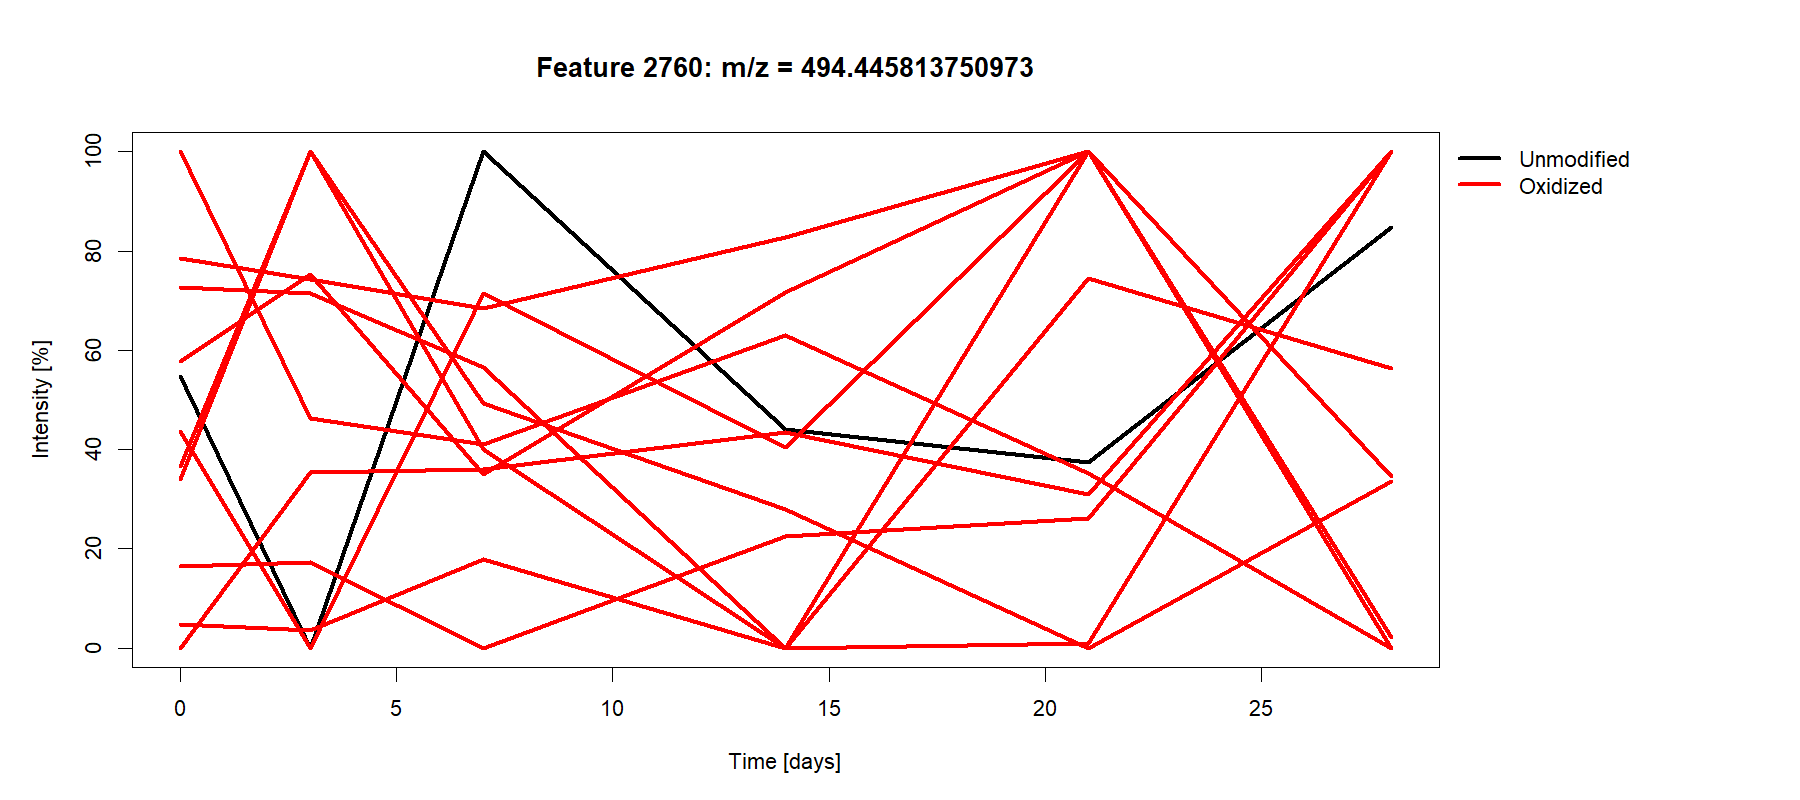 Feature 2760: m/z = 494.445813750973
Unmodified
Oxidized
100
80
60
40
20
0
Intensity [%]
0 5 10 15 20 25
Time [days]